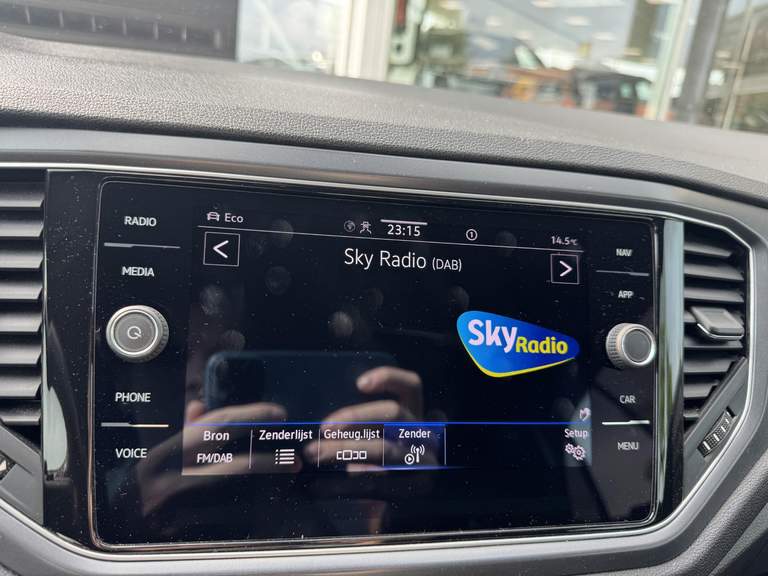 RADIO
MEDIA
PHONE
VOICE
Eco
23:15
1
14.5°C
Sky Radio (DAB)
Sky Radio
Bron
FM/DAB
Zenderlijst
Geheug.lijst
Zender
Setup
NAV
APP
CAR
MENU